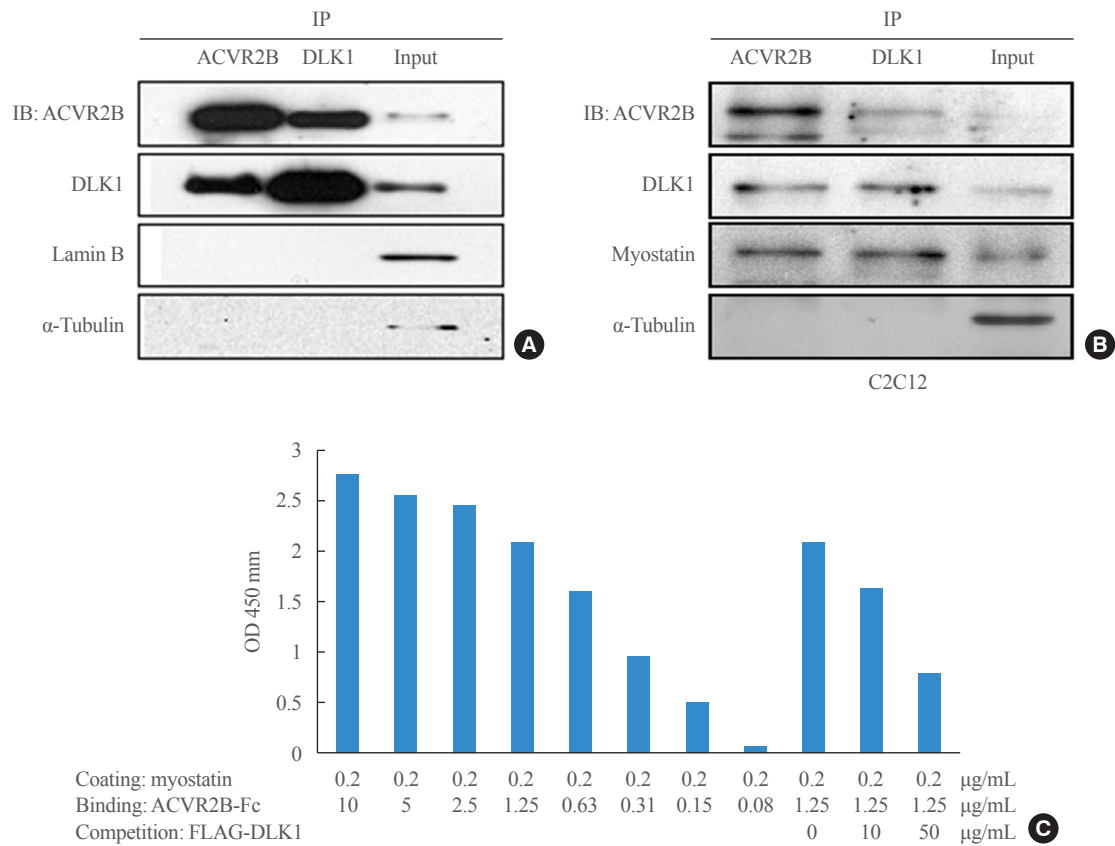 IP
ACVR2B DLK1 Input
IB: ACVR2B
DLK1
Lamin B
α-Tubulin
A
IP
ACVR2B DLK1 Input
IB: ACVR2B
DLK1
Myostatin
α-Tubulin
B
C2C12
3
2.5
2
1.5
1
0.5
0
OD 450 mm
Coating: myostatin 0.2 0.2 0.2 0.2 0.2 0.2 0.2 0.2 0.2 0.2 0.2 μg/mL
Binding: ACVR2B-Fc 10 5 2.5 1.25 0.63 0.31 0.15 0.08 1.25 1.25 1.25 μg/mL
Competition: FLAG-DLK1 0 10 50 μg/mL
C